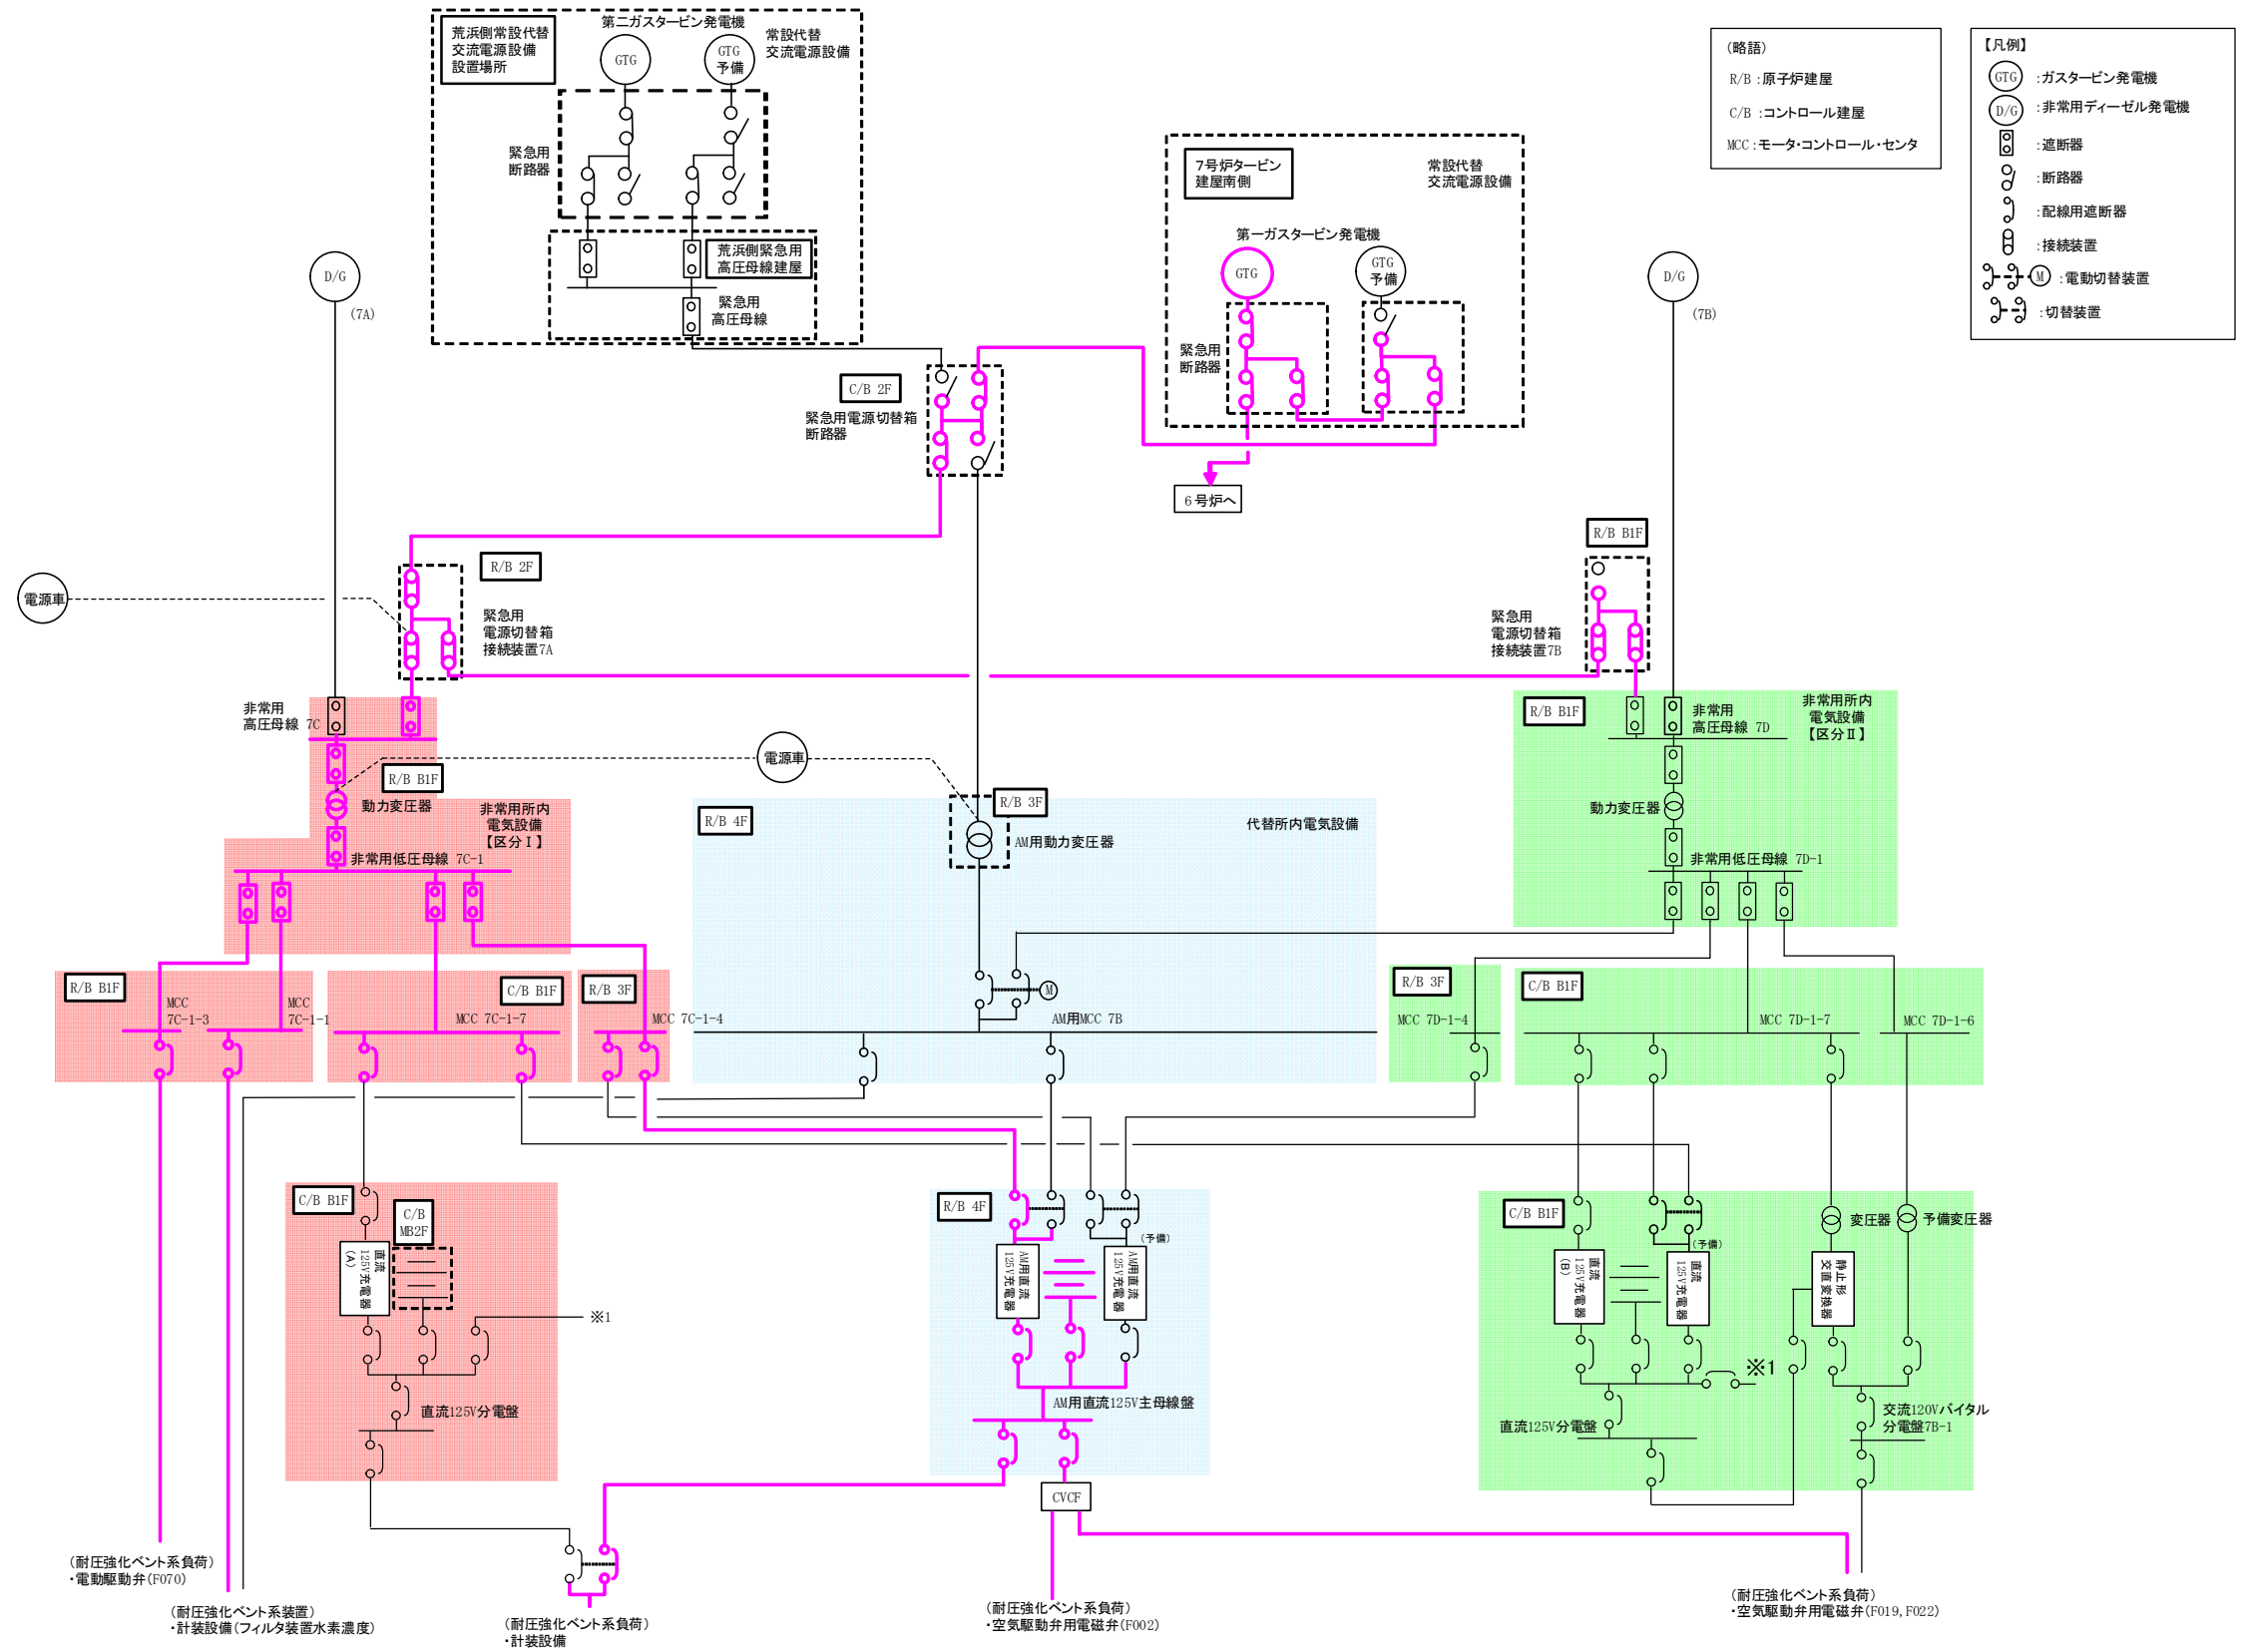 荒浜側常設代替
交流電源設備
設置場所
第二ガスタービン発電機
GTG
GTG
予備
常設代替
交流電源設備
緊急用
断路器
荒浜側緊急用
高圧母線建屋
緊急用
高圧母線
(略語)
R/B :原子炉建屋
C/B :コントロール建屋
MCC :モータ・コントロール・センタ
【凡例】
GTG :ガスタービン発電機
D/G :非常用ディーゼル発電機
:遮断器
:断路器
:配線用遮断器
:接続装置
M :電動切替装置
:切替装置
7号炉タービン
建屋南側
常設代替
交流電源設備
第一ガスタービン発電機
GTG
GTG
予備
緊急用
断路器
6号炉へ
D/G
(7A)
D/G
(7B)
C/B 2F
緊急用電源切替箱
断路器
R/B 2F
電源車
緊急用
電源切替箱
接続装置7A
R/B B1F
緊急用
電源切替箱
接続装置7B
非常用
高圧母線 7C
R/B B1F
動力変圧器
非常用所内
電気設備
【区分Ⅰ】
非常用低圧母線 7C-1
電源車
R/B 4F
R/B 3F
AM用動力変圧器
代替所内電気設備
R/B B1F
非常用
高圧母線 7D
非常用所内
電気設備
【区分Ⅱ】
動力変圧器
非常用低圧母線 7D-1
R/B B1F
MCC
7C-1-3
MCC
7C-1-1
C/B B1F
MCC 7C-1-7
R/B 3F
MCC 7C-1-4
M
AM用MCC 7B
R/B 3F
MCC 7D-1-4
C/B B1F
MCC 7D-1-7
MCC 7D-1-6
C/B B1F
C/B
MB2F
直流
125V充電器
(A)
※1
直流125V分電盤
R/B 4F
AM用直流
125V充電器
(予備)
AM用直流
125V充電器
AM用直流125V主母線盤
CVCF
C/B B1F
直流
125V充電器
(B)
(予備)
直流
125V充電器
変圧器
予備変圧器
静止形
交直変換器
※1
直流125V分電盤
交流120Vバイタル
分電盤7B-1
(耐圧強化ベント系負荷)
・電動駆動弁(F070)
(耐圧強化ベント系装置)
・計装設備(フィルタ装置水素濃度)
(耐圧強化ベント系負荷)
・計装設備
(耐圧強化ベント系負荷)
・空気駆動弁用電磁弁(F002)
(耐圧強化ベント系負荷)
・空気駆動弁用電磁弁(F019,F022)